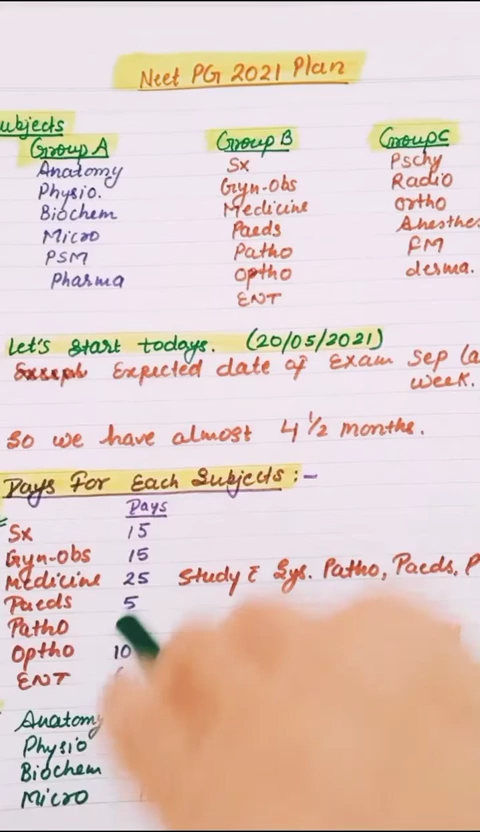 Neet PG 2021 Plan
ubjects
Group A Group B Group C
Anatomy Sx Pschy
Physio. Gyn-obs Radio
Biochem Medicine Ortho
Micro Paeds Anesthes
PSM Patho FM
Pharma Optho derma.
ENT
Let's start todays. (20/05/2021)
Expected date of Exam Sep (a
week.
So we have almost 4 1/2 months.
Days For Each Subjects :-
Days
Sx 15
Gyn-obs 15
Medicine 25 Study c̄ Sys. Patho, Paeds, P
Paeds 5
Patho
Optho 10
ENT
Anatomy
Physio
Biochem
Micro